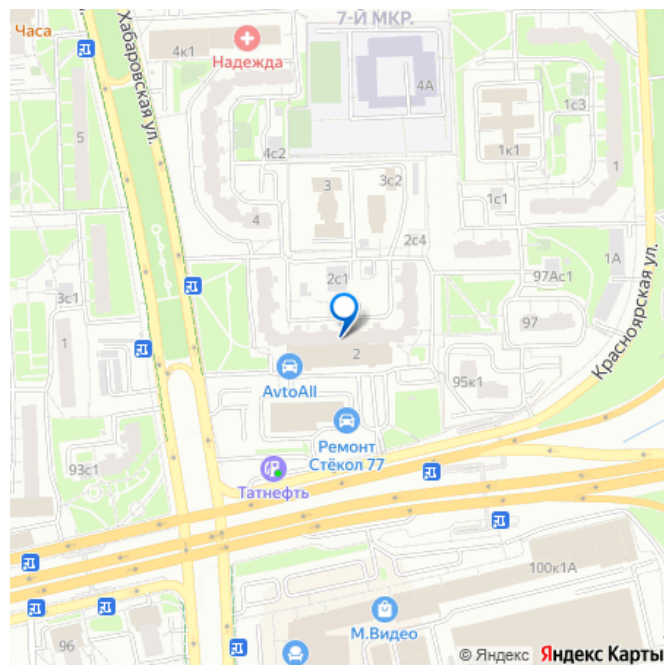 7-Й МКР.
Часа
Хабаровская ул.
4к1
Надежда
4А
1с3
5
4с2
1к1
3
3с2
1
1с1
4
2с4
97Ас1
1А
2с1
3с1
Красноярская ул.
97
1
2
AvtoAll
95к1
Ремонт
Стёкол 77
93с1
Татнефть
100к1А
М.Видео
96
© Яндекс Яндекс Карты